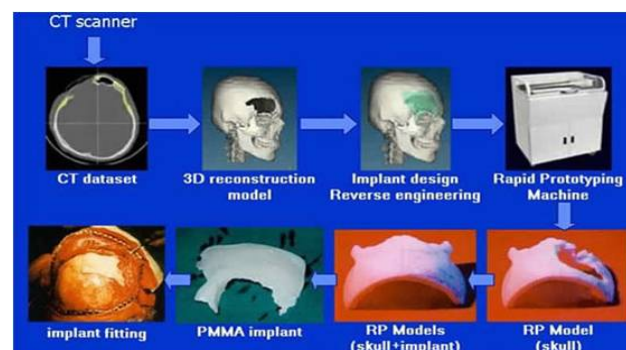 CT scanner
CT dataset
3D reconstruction
model
Implant design
Reverse engineering
Rapid Prototyping
Machine
implant fitting
PMMA implant
RP Models
(skull+implant)
RP Model
(skull)